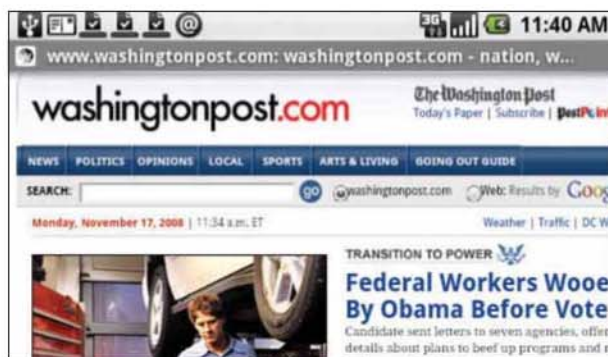 3G 11:40 AM
www.washingtonpost.com: washingtonpost.com - nation, w...
washingtonpost.com
The Washington Post
Today's Paper | Subscribe | PostPoin
NEWS POLITICS OPINIONS LOCAL SPORTS ARTS & LIVING GOING OUT GUIDE
SEARCH: go washingtonpost.com Web: Results by Goog
Monday, November 17, 2008 | 11:34 a.m. ET Weather | Traffic | DC W
TRANSITION TO POWER
Federal Workers Wooe
By Obama Before Vote
Candidate sent letters to seven agencies, offer
details about plans to beef up programs and